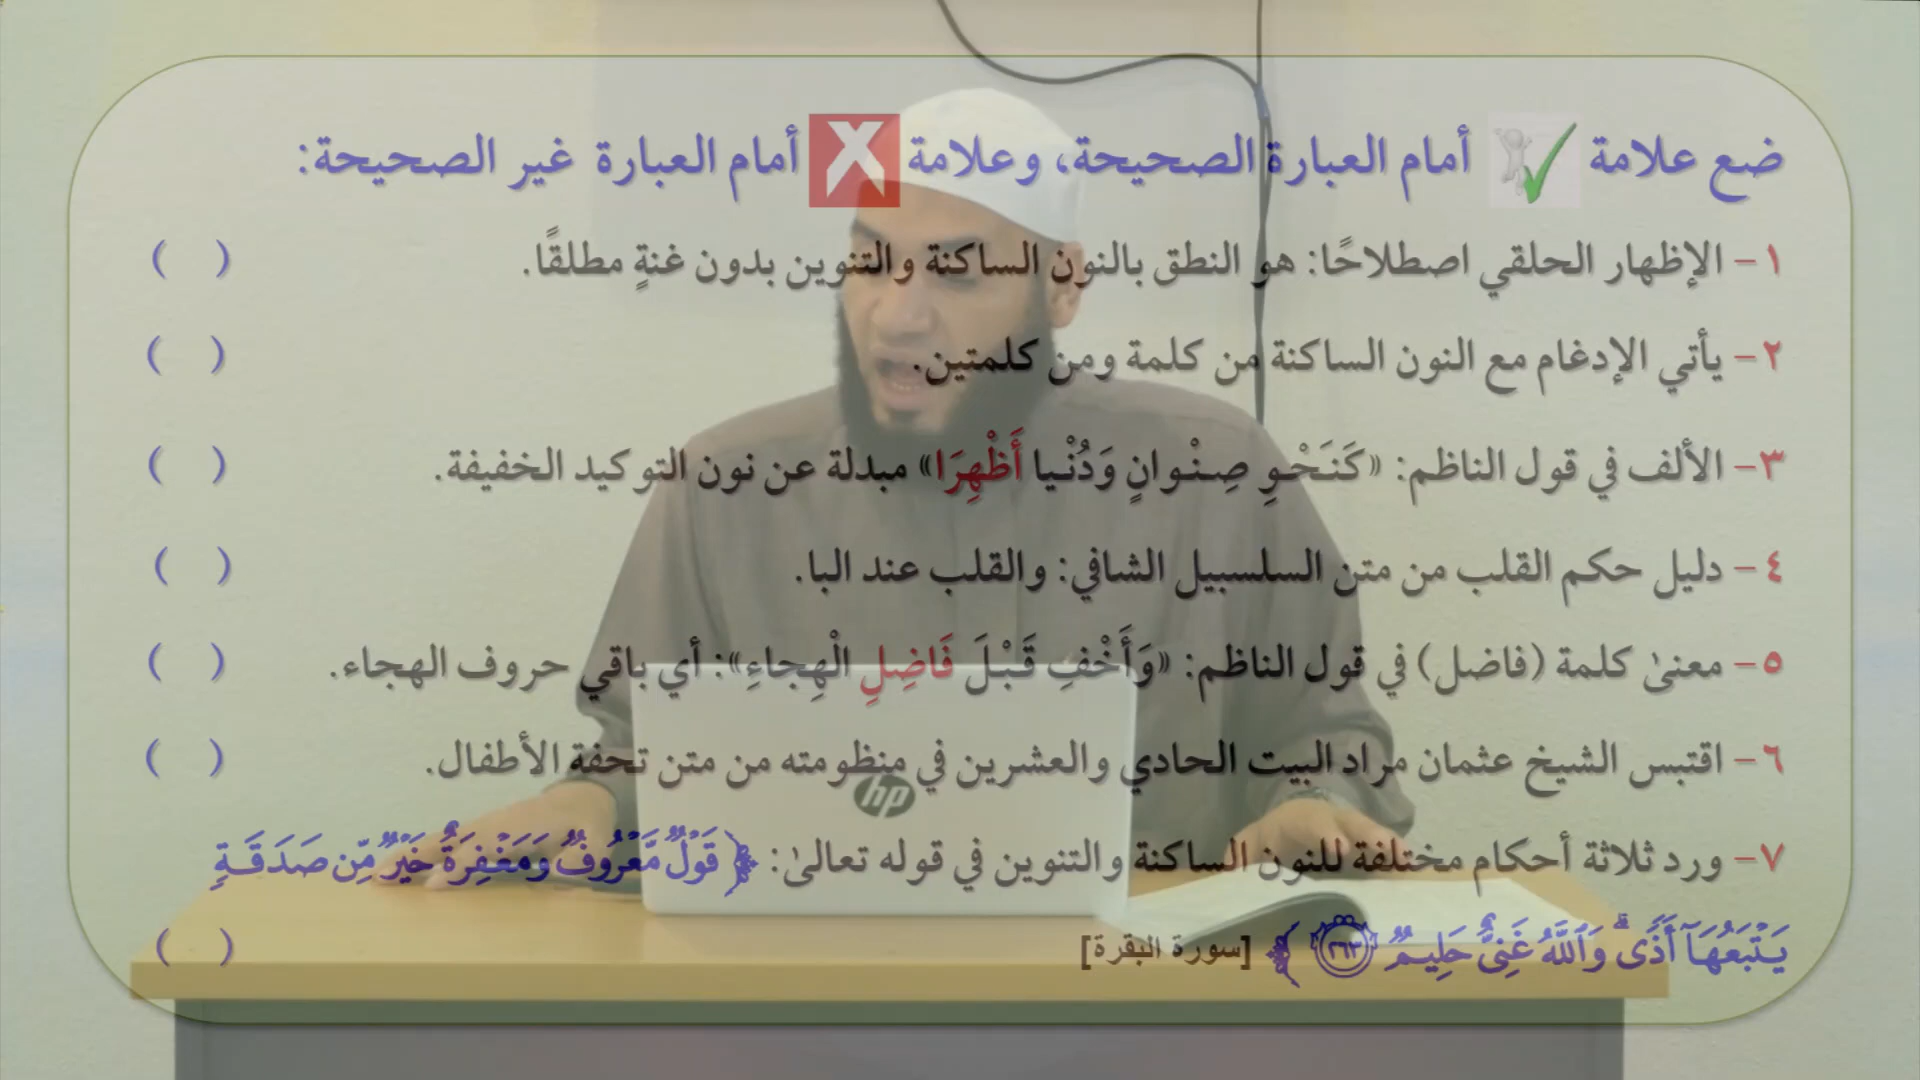 ضع علامة أمام العبارة الصحيحة، وعلامة X أمام العبارة غير الصحيحة:
١- الإظهار الحلقي اصطلاحًا: هو النطق بالنون الساكنة والتنوين بدون غنةٍ مطلقًا. ( )
٢- يأتي الإدغام مع النون الساكنة من كلمة ومن كلمتين. ( )
٣- الألف في قول الناظم: «كَنَحْوِ صِنْوانٍ وَدُنْيا أَظْهِرَا» مبدلة عن نون التوكيد الخفيفة. ( )
٤- دليل حكم القلب من متن السلسبيل الشافي: والقلب عند البا. ( )
٥- معنىٰ كلمة (فاضل) في قول الناظم: «وَأَخْفِ قَبْلَ فَاضِلِ الْهِجاءِ»: أي باقي حروف الهجاء. ( )
٦- اقتبس الشيخ عثمان مراد البيت الحادي والعشرين في منظومته من متن تحفة الأطفال. ( )
hp
٧- ورد ثلاثة أحكام مختلفة للنون الساكنة والتنوين في قوله تعالىٰ: ﴿ قَوْلٌ مَّعْرُوفٌ وَمَغْفِرَةٌ خَيْرٌ مِّن صَدَقَةٍ
يَتْبَعُهَآ أَذًى ۗ وَٱللَّهُ غَنِىٌّ حَلِيمٌ ٢٦٣ ﴾ [سورة البقرة] ( )